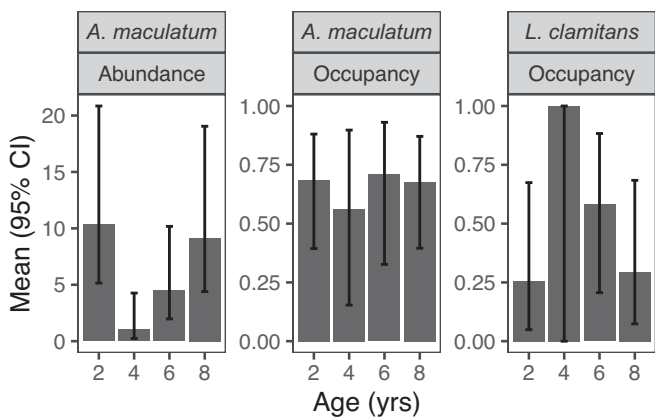 A. maculatum
A. maculatum
L. clamitans
Abundance
Occupancy
Occupancy
Mean (95% CI)
20
15
10
5
0
1.00
0.75
0.50
0.25
0.00
1.00
0.75
0.50
0.25
0.00
2 4 6 8
2 4 6 8
2 4 6 8
Age (yrs)